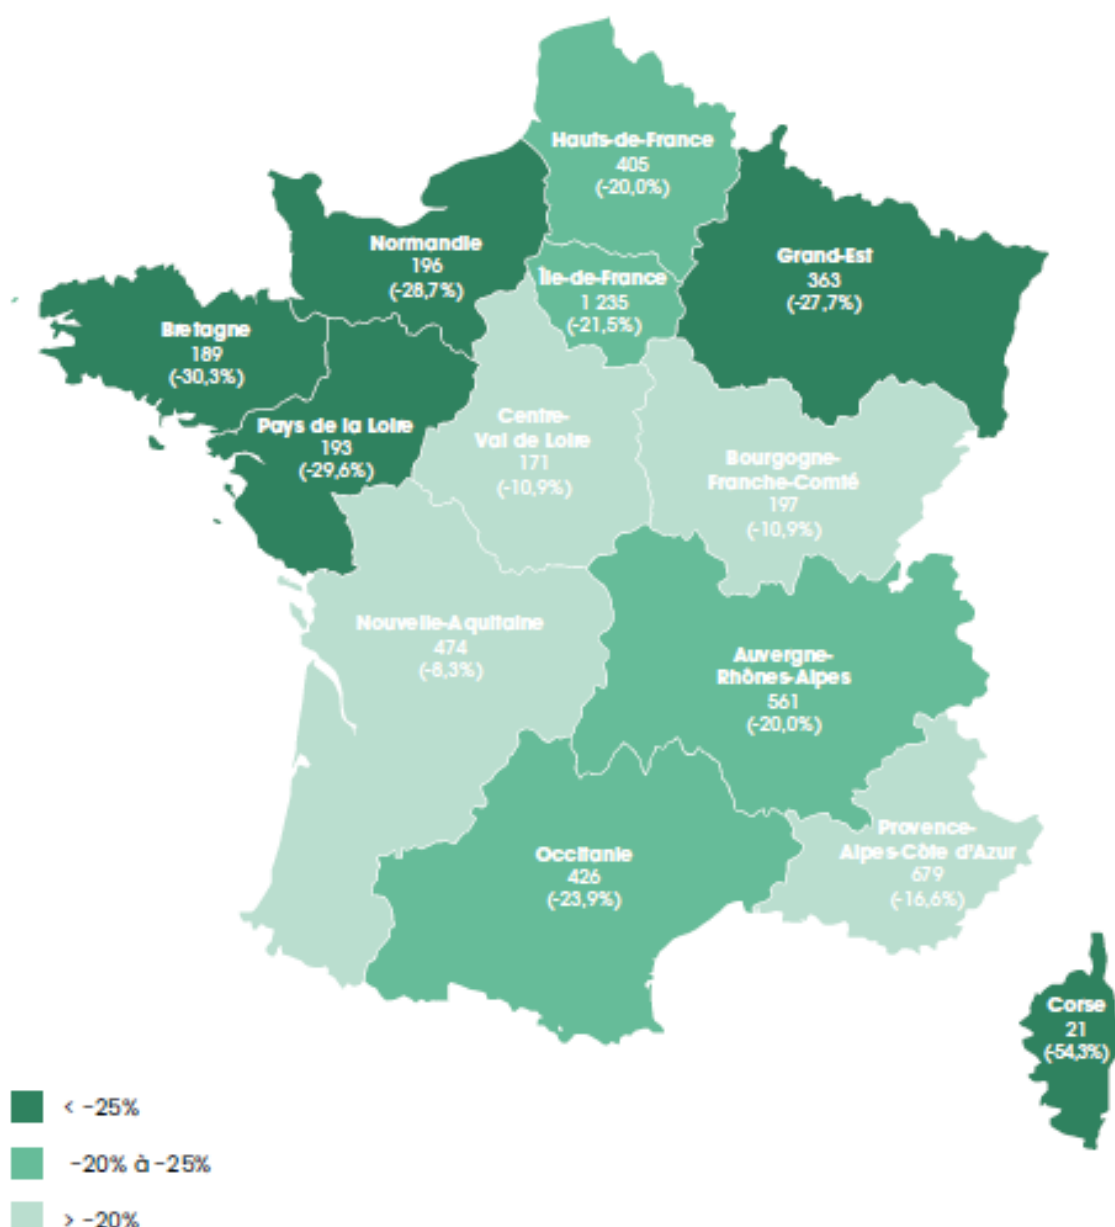 Hauts-de-France
405
(-20,0%)
Normandie
196
(-28,7%)
Grand-Est
363
(-27,7%)
Île-de-France
1 235
(-21,5%)
Bretagne
189
(-30,3%)
Pays de la Loire
193
(-29,6%)
Centre-
Val de Loire
171
(-10,9%)
Bourgogne-
Franche-Comté
197
(-10,9%)
Nouvelle-Aquitaine
474
(-8,3%)
Auvergne-
Rhônes-Alpes
561
(-20,0%)
Provence-
Alpes-Côte d'Azur
679
(-16,6%)
Occitanie
426
(-23,9%)
Corse
21
(-54,3%)
< -25%
-20% à -25%
> -20%